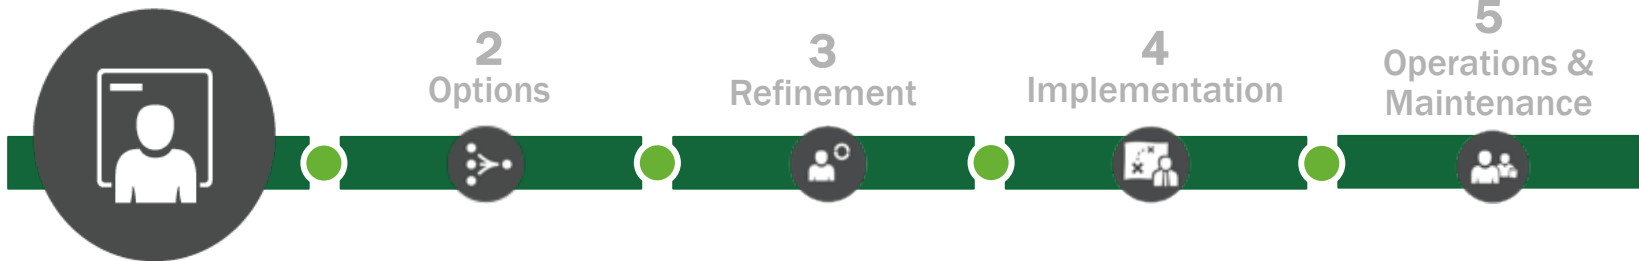 2
Options
3
Refinement
4
Implementation
5
Operations &
Maintenance